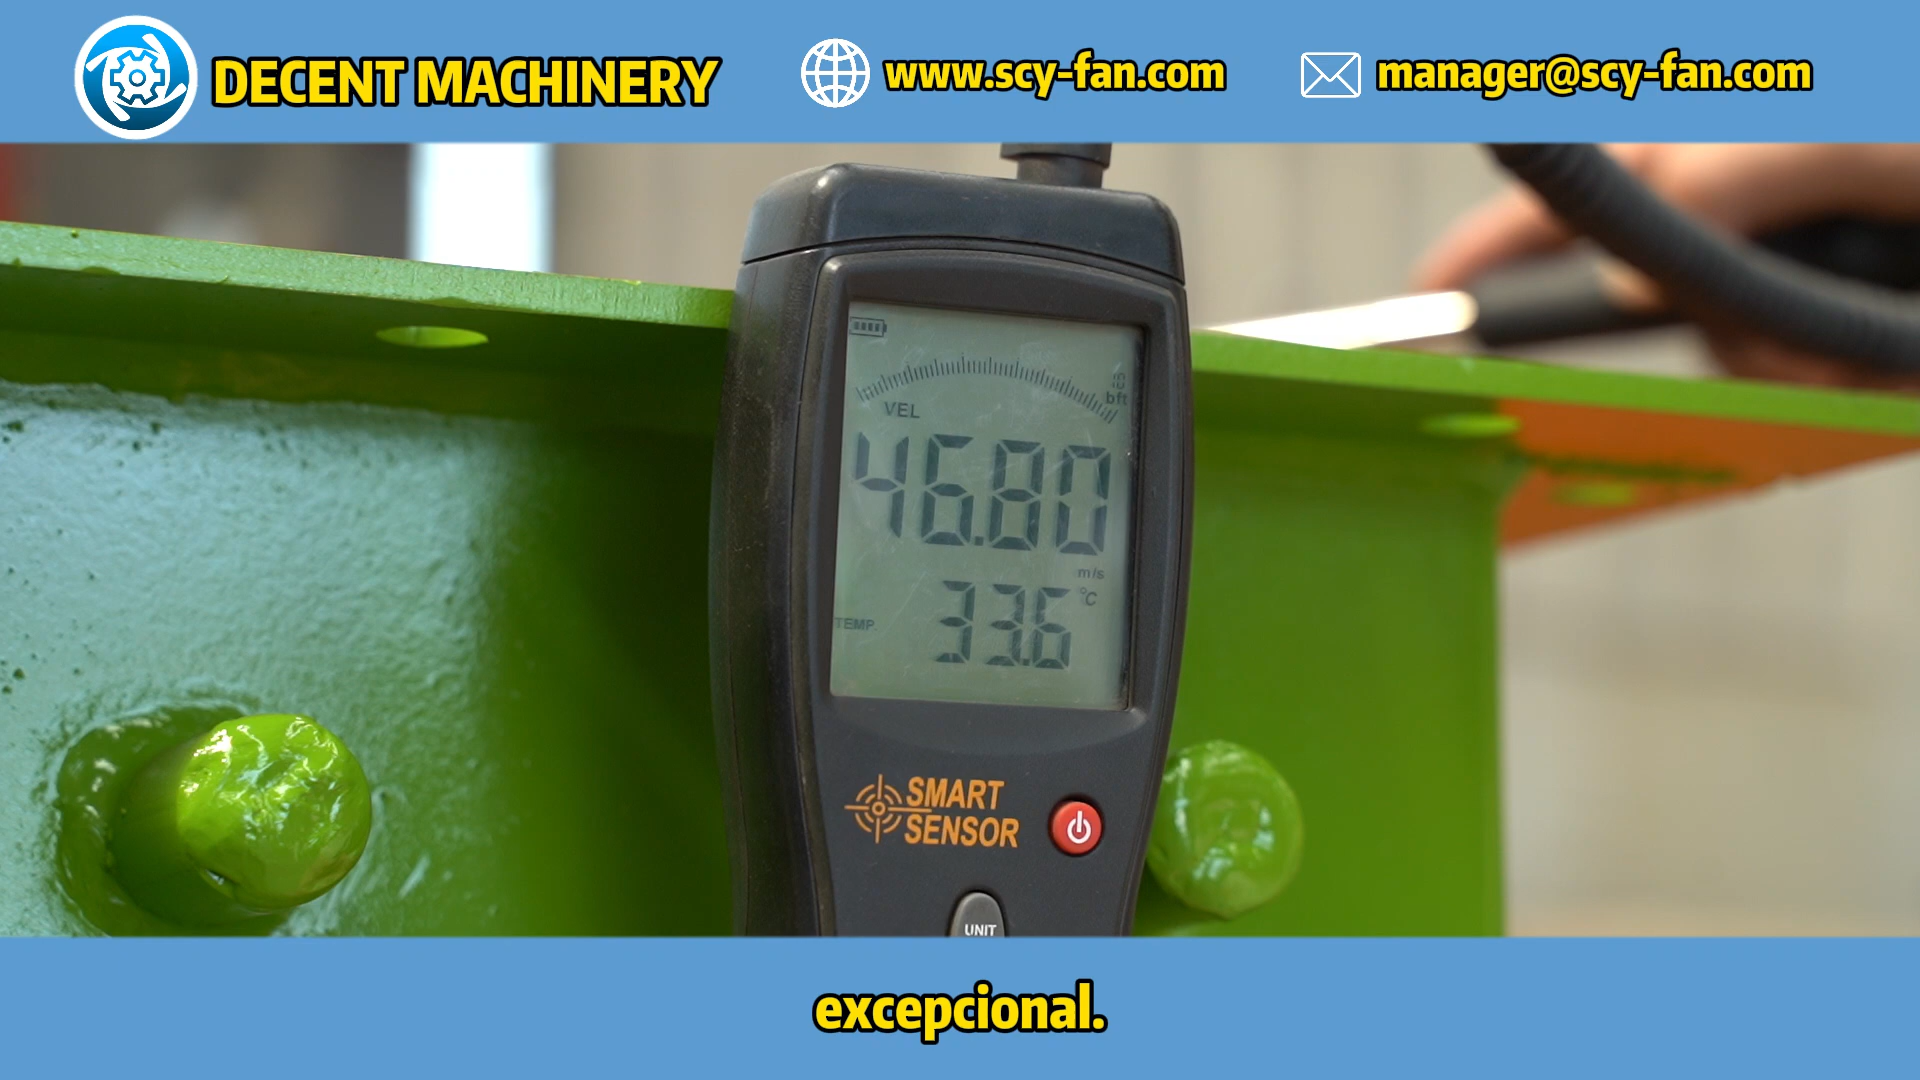 DECENT MACHINERY
www.scy-fan.com
manager@scy-fan.com
bft
VEL
46.80
m/s
TEMP.
33.6
°C
SMART
SENSOR
UNIT
excepcional.